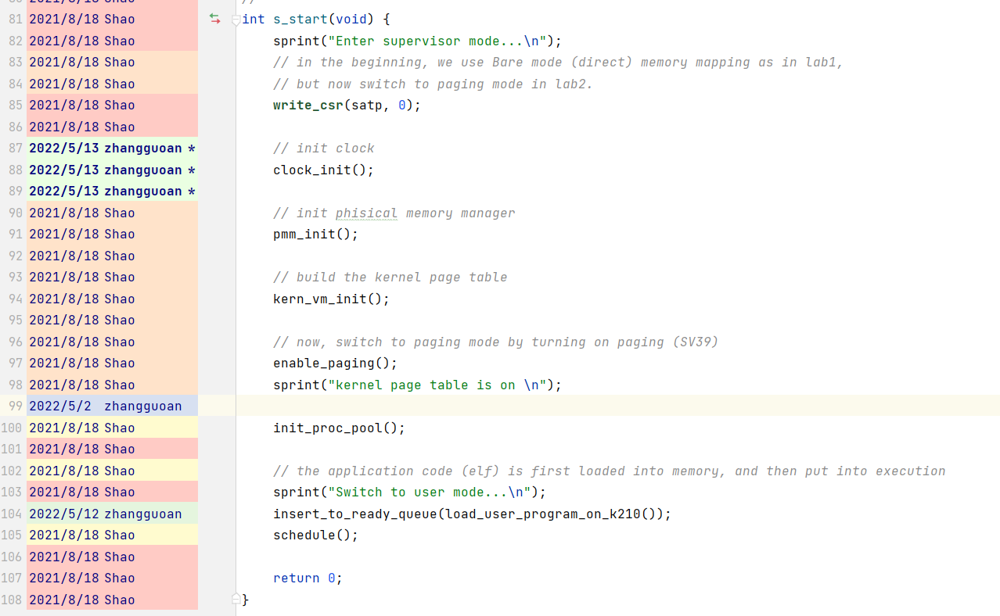 80 2021/8/18 Shao //
81 2021/8/18 Shao int s_start(void) {
82 2021/8/18 Shao sprint("Enter supervisor mode...\n");
83 2021/8/18 Shao // in the beginning, we use Bare mode (direct) memory mapping as in lab1,
84 2021/8/18 Shao // but now switch to paging mode in lab2.
85 2021/8/18 Shao write_csr(satp, 0);
86 2021/8/18 Shao
87 2022/5/13 zhangguoan * // init clock
88 2022/5/13 zhangguoan * clock_init();
89 2022/5/13 zhangguoan *
90 2021/8/18 Shao // init phisical memory manager
91 2021/8/18 Shao pmm_init();
92 2021/8/18 Shao
93 2021/8/18 Shao // build the kernel page table
94 2021/8/18 Shao kern_vm_init();
95 2021/8/18 Shao
96 2021/8/18 Shao // now, switch to paging mode by turning on paging (SV39)
97 2021/8/18 Shao enable_paging();
98 2021/8/18 Shao sprint("kernel page table is on \n");
99 2022/5/2 zhangguoan
100 2021/8/18 Shao init_proc_pool();
101 2021/8/18 Shao
102 2021/8/18 Shao // the application code (elf) is first loaded into memory, and then put into execution
103 2021/8/18 Shao sprint("Switch to user mode...\n");
104 2022/5/12 zhangguoan insert_to_ready_queue(load_user_program_on_k210());
105 2021/8/18 Shao schedule();
106 2021/8/18 Shao
107 2021/8/18 Shao return 0;
108 2021/8/18 Shao }